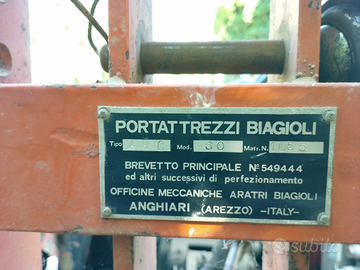 PORTATTREZZI BIAGIOLI
Tipo Mod. 30 Matr. N.
BREVETTO PRINCIPALE N° 549444
ed altri successivi di perfezionamento
OFFICINE MECCANICHE ARATRI BIAGIOLI
ANGHIARI (AREZZO) -ITALY-
subito